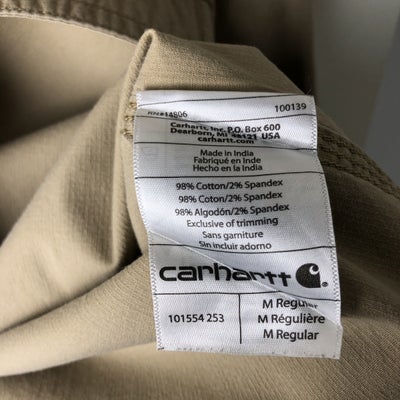 RN#14806 100139
Carhartt, Inc. P.O. Box 600
Dearborn, MI 48121 USA
carhartt.com
Made in India
Fabriqué en Inde
Hecho en la India
98% Cotton/2% Spandex
98% Coton/2% Spandex
98% Algodón/2% Spandex
Exclusive of trimming
Sans garniture
Sin incluir adorno
carhartt
101554 253
M Regular
M Régulière
M Regular